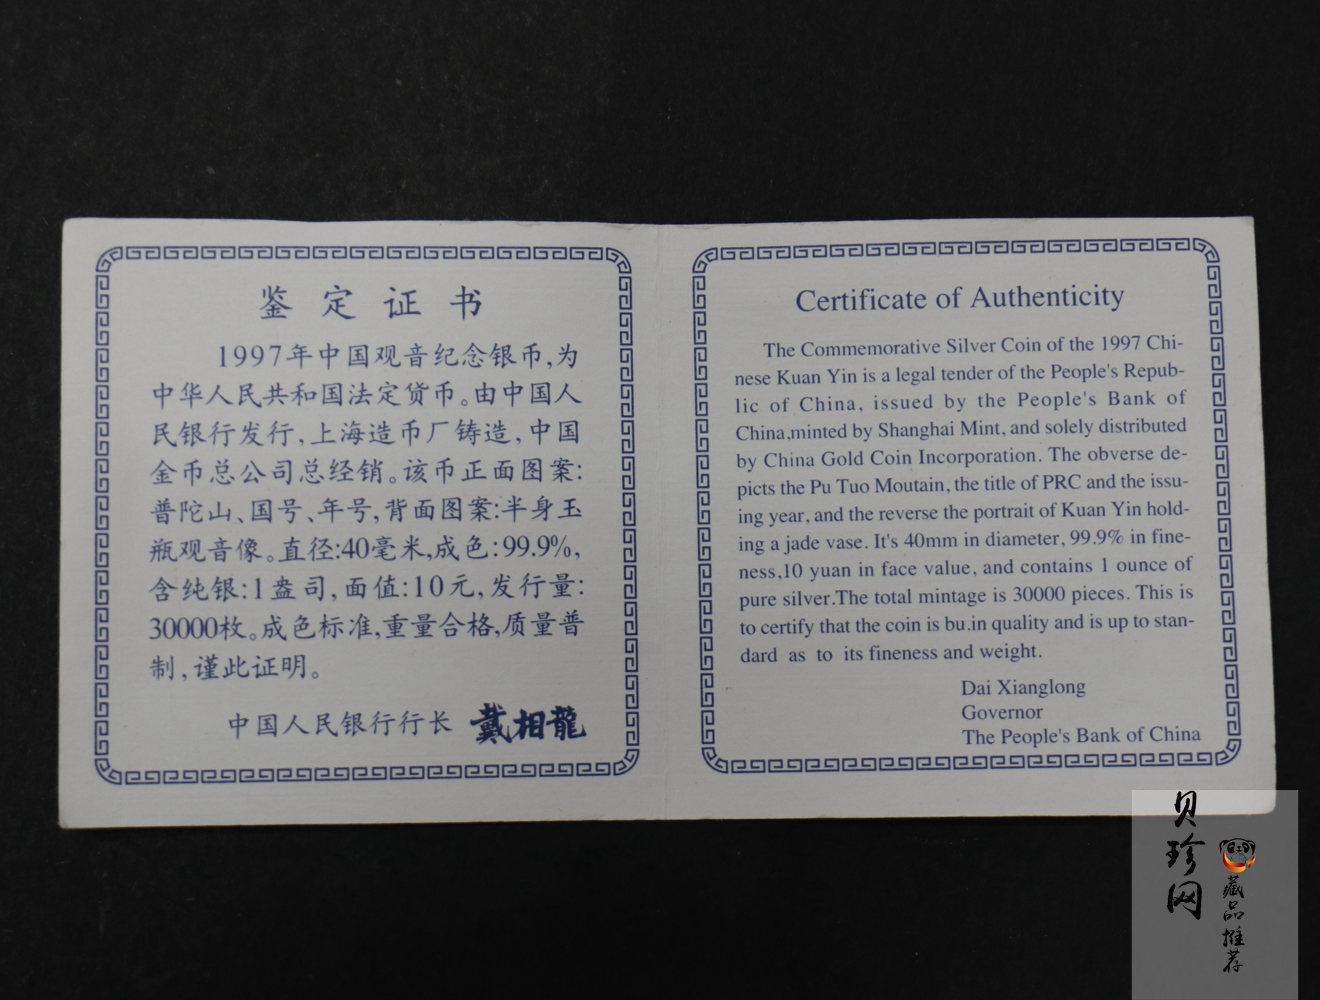 鉴定证书
1997年中国观音纪念银币,为
中华人民共和国法定货币。由中国人
民银行发行,上海造币厂铸造,中国
金币总公司总经销。该币正面图案:
普陀山、国号、年号,背面图案:半身玉
瓶观音像。直径:40毫米,成色:99.9%,
含纯银:1盎司,面值:10元,发行量:
30000枚。成色标准,重量合格,质量普
制,谨此证明。
中国人民银行行长 戴相龍
Certificate of Authenticity
The Commemorative Silver Coin of the 1997 Chi-
nese Kuan Yin is a legal tender of the People's Repub-
lic of China, issued by the People's Bank of
China,minted by Shanghai Mint, and solely distributed
by China Gold Coin Incorporation. The obverse de-
picts the Pu Tuo Moutain, the title of PRC and the issu-
ing year, and the reverse the portrait of Kuan Yin hold-
ing a jade vase. It's 40mm in diameter, 99.9% in fine-
ness,10 yuan in face value, and contains 1 ounce of
pure silver.The total mintage is 30000 pieces. This is
to certify that the coin is bu.in quality and is up to stan-
dard as to its fineness and weight.
Dai Xianglong
Governor
The People's Bank of China
贝珍网
藏品推荐